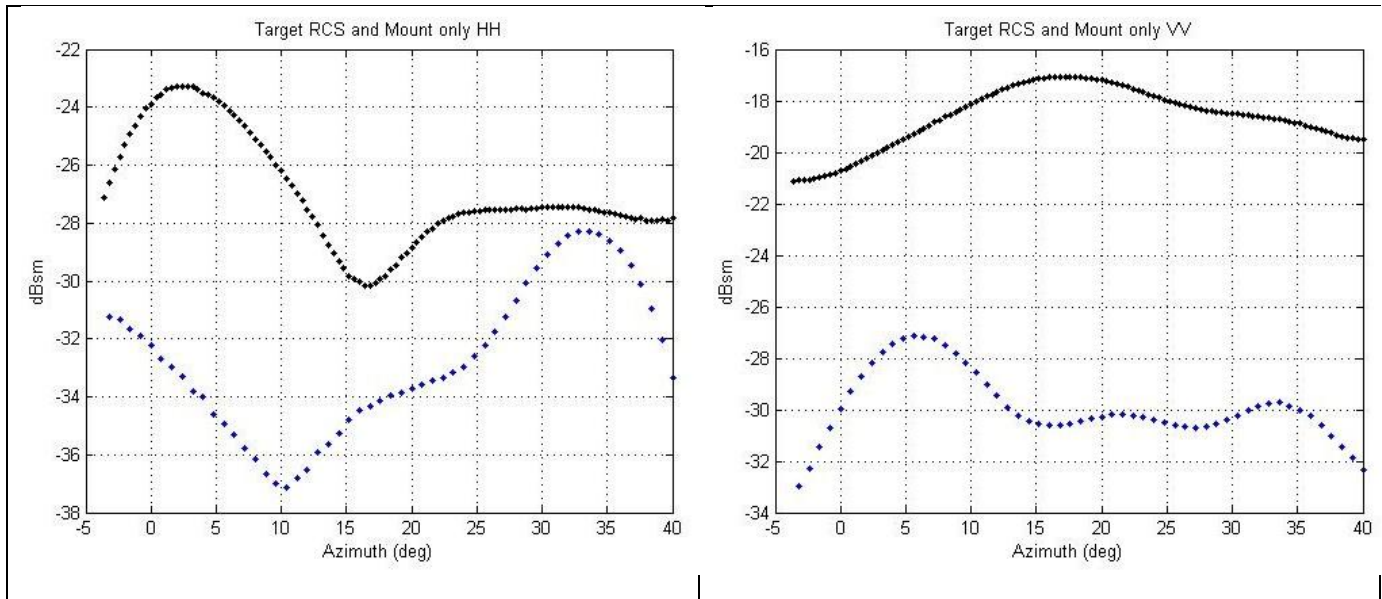 Target RCS and Mount only HH
-22
-24
-26
-28
-30
-32
-34
-36
-38
dBsm
-5 0 5 10 15 20 25 30 35 40
Azimuth (deg)
Target RCS and Mount only VV
-16
-18
-20
-22
-24
-26
-28
-30
-32
-34
dBsm
-5 0 5 10 15 20 25 30 35 40
Azimuth (deg)